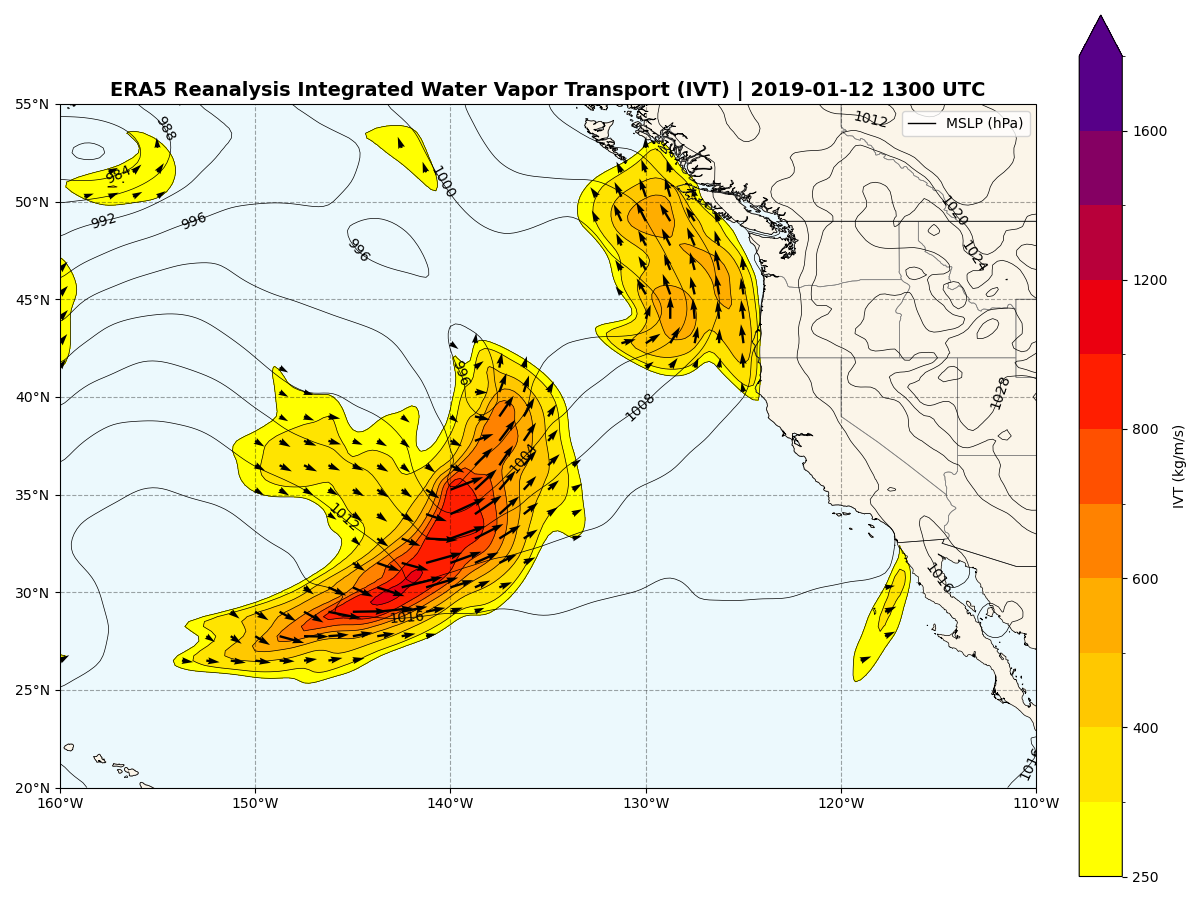 ERA5 Reanalysis Integrated Water Vapor Transport (IVT) | 2019-01-12 1300 UTC
MSLP (hPa)
55°N
50°N
45°N
40°N
35°N
30°N
25°N
20°N
160°W
150°W
140°W
130°W
120°W
110°W
988
984
992
996
1000
996
1012
1020
1024
1028
996
1008
1004
1012
1016
1016
1016
1600
1200
800
600
400
250
IVT (kg/m/s)